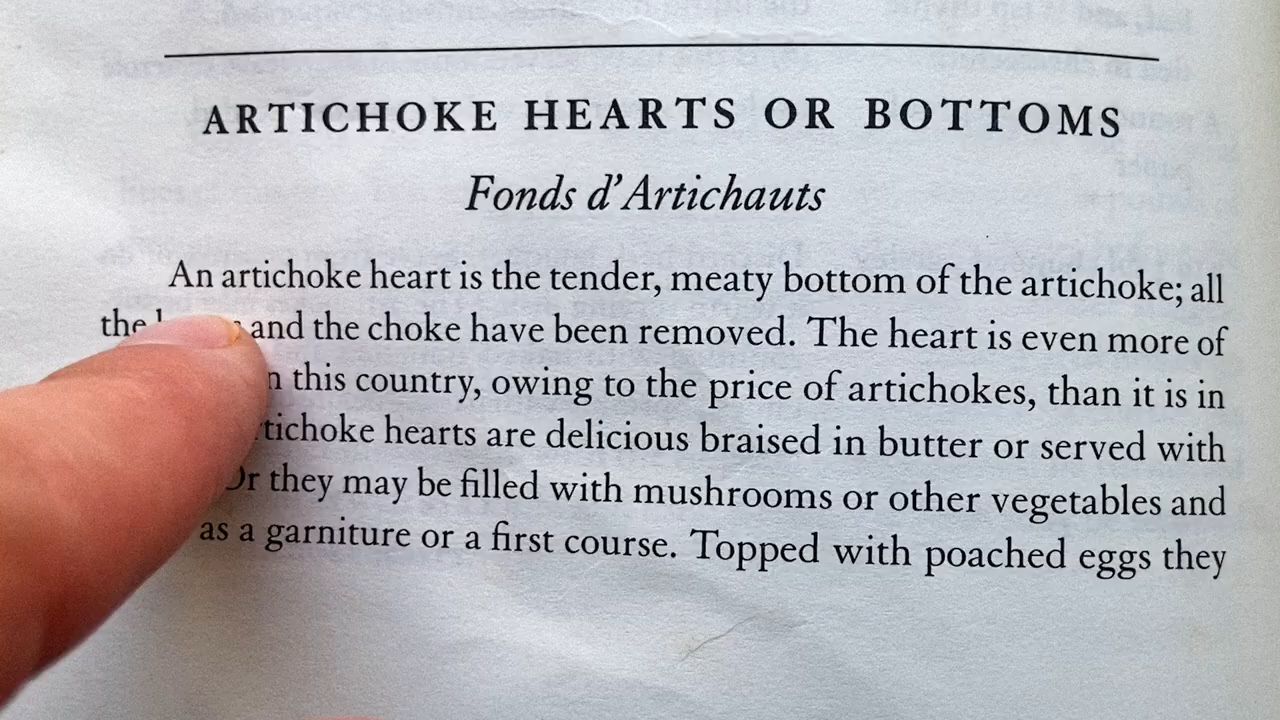 ARTICHOKE HEARTS OR BOTTOMS
Fonds d'Artichauts
An artichoke heart is the tender, meaty bottom of the artichoke; all
the and the choke have been removed. The heart is even more of
this country, owing to the price of artichokes, than it is in
hearts are delicious braised in butter or served with
Or they may be filled with mushrooms or other vegetables and
as a garniture or a first course. Topped with poached eggs they